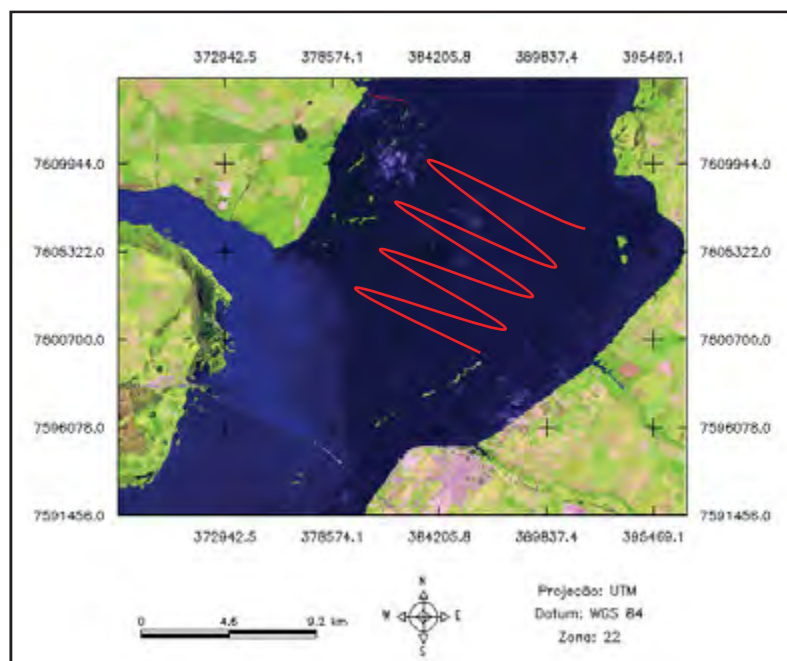 372942.5 378574.1 384205.8 389837.4 395469.1
7609944.0 7609944.0
7605322.0 7605322.0
7600700.0 7600700.0
7596078.0 7596078.0
7591456.0 7591456.0
372942.5 378574.1 384205.8 389837.4 395469.1
0 4.6 9.2 km
N
W E
S
Projecão: UTM
Datum: WGS 84
Zona: 22